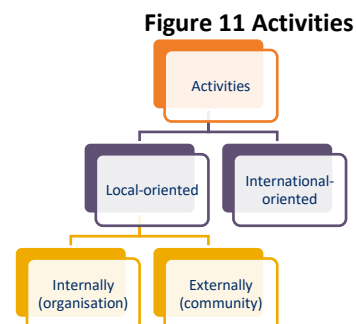 Figure 11 Activities
Activities
Local-oriented
International-
oriented
Internally
(organisation)
Externally
(community)